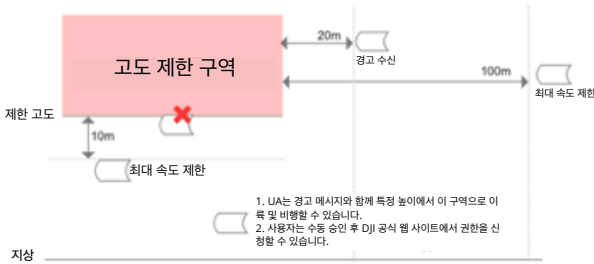 20m
고도 제한 구역
경고 수신
100m
최대 속도 제한
제한 고도
10m
최대 속도 제한
1. UA는 경고 메시지와 함께 특정 높이에서 이 구역으로 이
륙 및 비행할 수 있습니다.
2. 사용자는 수동 승인 후 DJI 공식 웹 사이트에서 권한을 신
청할 수 있습니다.
지상